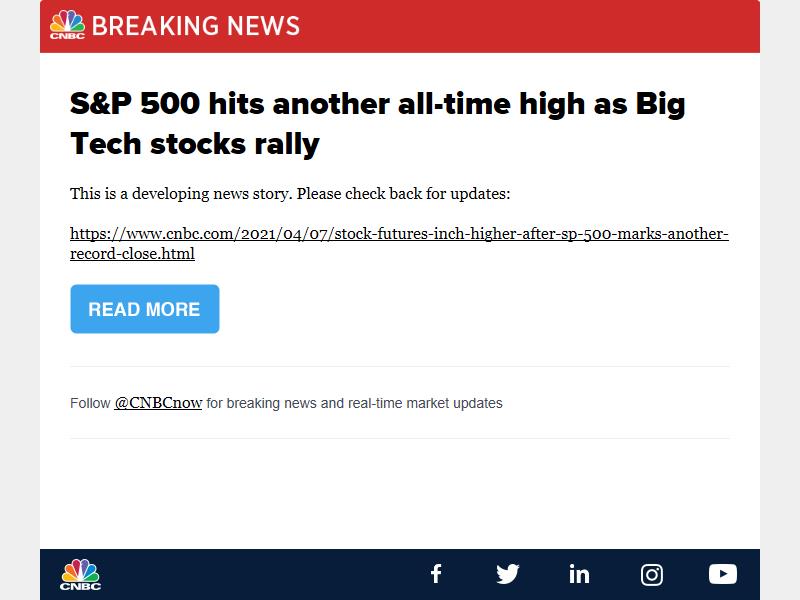 CNBC BREAKING NEWS
S&P 500 hits another all-time high as Big
Tech stocks rally
This is a developing news story. Please check back for updates:
https://www.cnbc.com/2021/04/07/stock-futures-inch-higher-after-sp-500-marks-another-
record-close.html
READ MORE
Follow @CNBCnow for breaking news and real-time market updates
CNBC